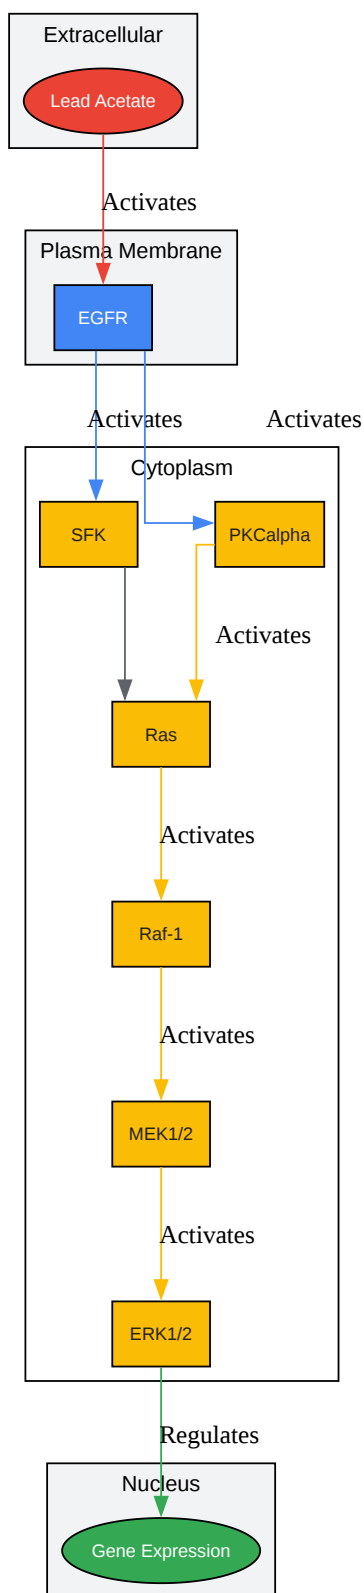 Extracellular
Lead Acetate
Activates
Plasma Membrane
EGFR
Activates
Activates
Cytoplasm
SFK
PKCalpha
Activates
Ras
Activates
Raf-1
Activates
MEK1/2
Activates
ERK1/2
Regulates
Nucleus
Gene Expression